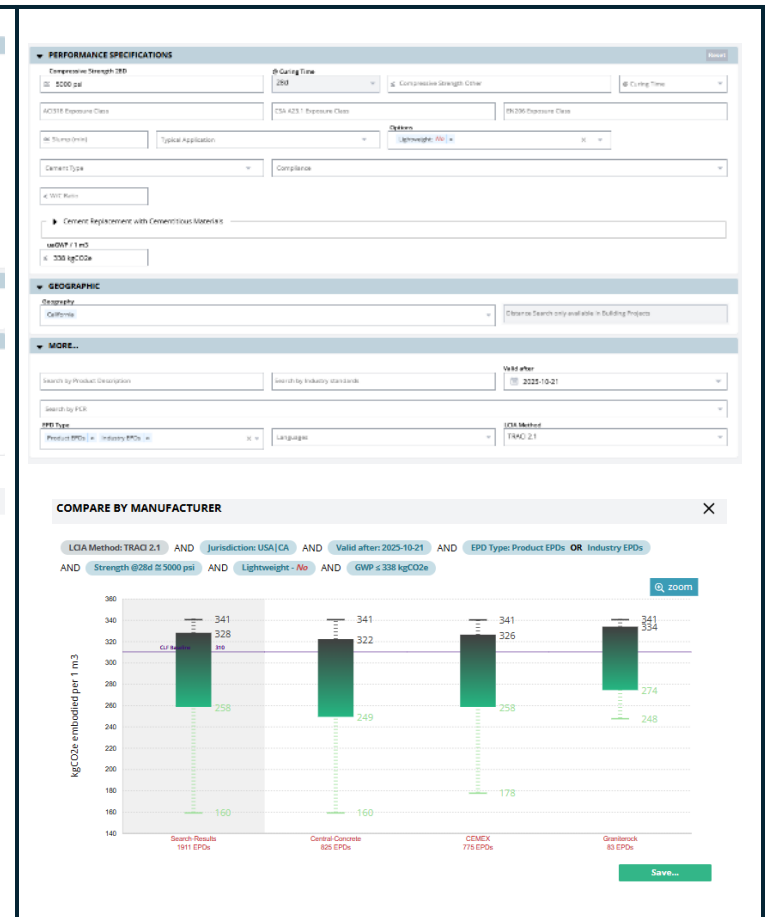 PERFORMANCE SPECIFICATIONS
Reset
Compressive Strength 28D
@ Curing Time
≅ 5000 psi
28d
≤ Compressive Strength Other
@ Curing Time
ACI318 Exposure Class
CSA A23.1 Exposure Class
EN206 Exposure Class
Options
≅ Slump (mm)
Typical Application
Lightweight: No
Cement Type
Compliance
≤ W/C Ratio
Cement Replacement with Cementitious Materials
GWP / 1 m3
≤ 338 kgCO2e
GEOGRAPHIC
Geography
California
Distance Search only available in Building Projects
MORE...
Valid after
Search by Product Description
Search by Industry standards
2025-10-21
Search by PCR
EPD Type
LCIA Method
Product EPDs
Industry EPDs
Languages
TRACI 2.1
COMPARE BY MANUFACTURER
LCIA Method: TRACI 2.1 AND Jurisdiction: USA|CA AND Valid after: 2025-10-21 AND EPD Type: Product EPDs OR Industry EPDs
AND Strength @28d ≅ 5000 psi AND Lightweight - No AND GWP ≤ 338 kgCO2e
zoom
kgCO2e embodied per 1 m3
360
340
320
300
280
260
240
220
200
180
160
140
CLF Baseline 310
341
328
258
160
341
322
249
160
341
326
258
178
341
334
274
248
Search-Results
1911 EPDs
Central-Concrete
825 EPDs
CEMEX
775 EPDs
Graniterock
83 EPDs
Save...